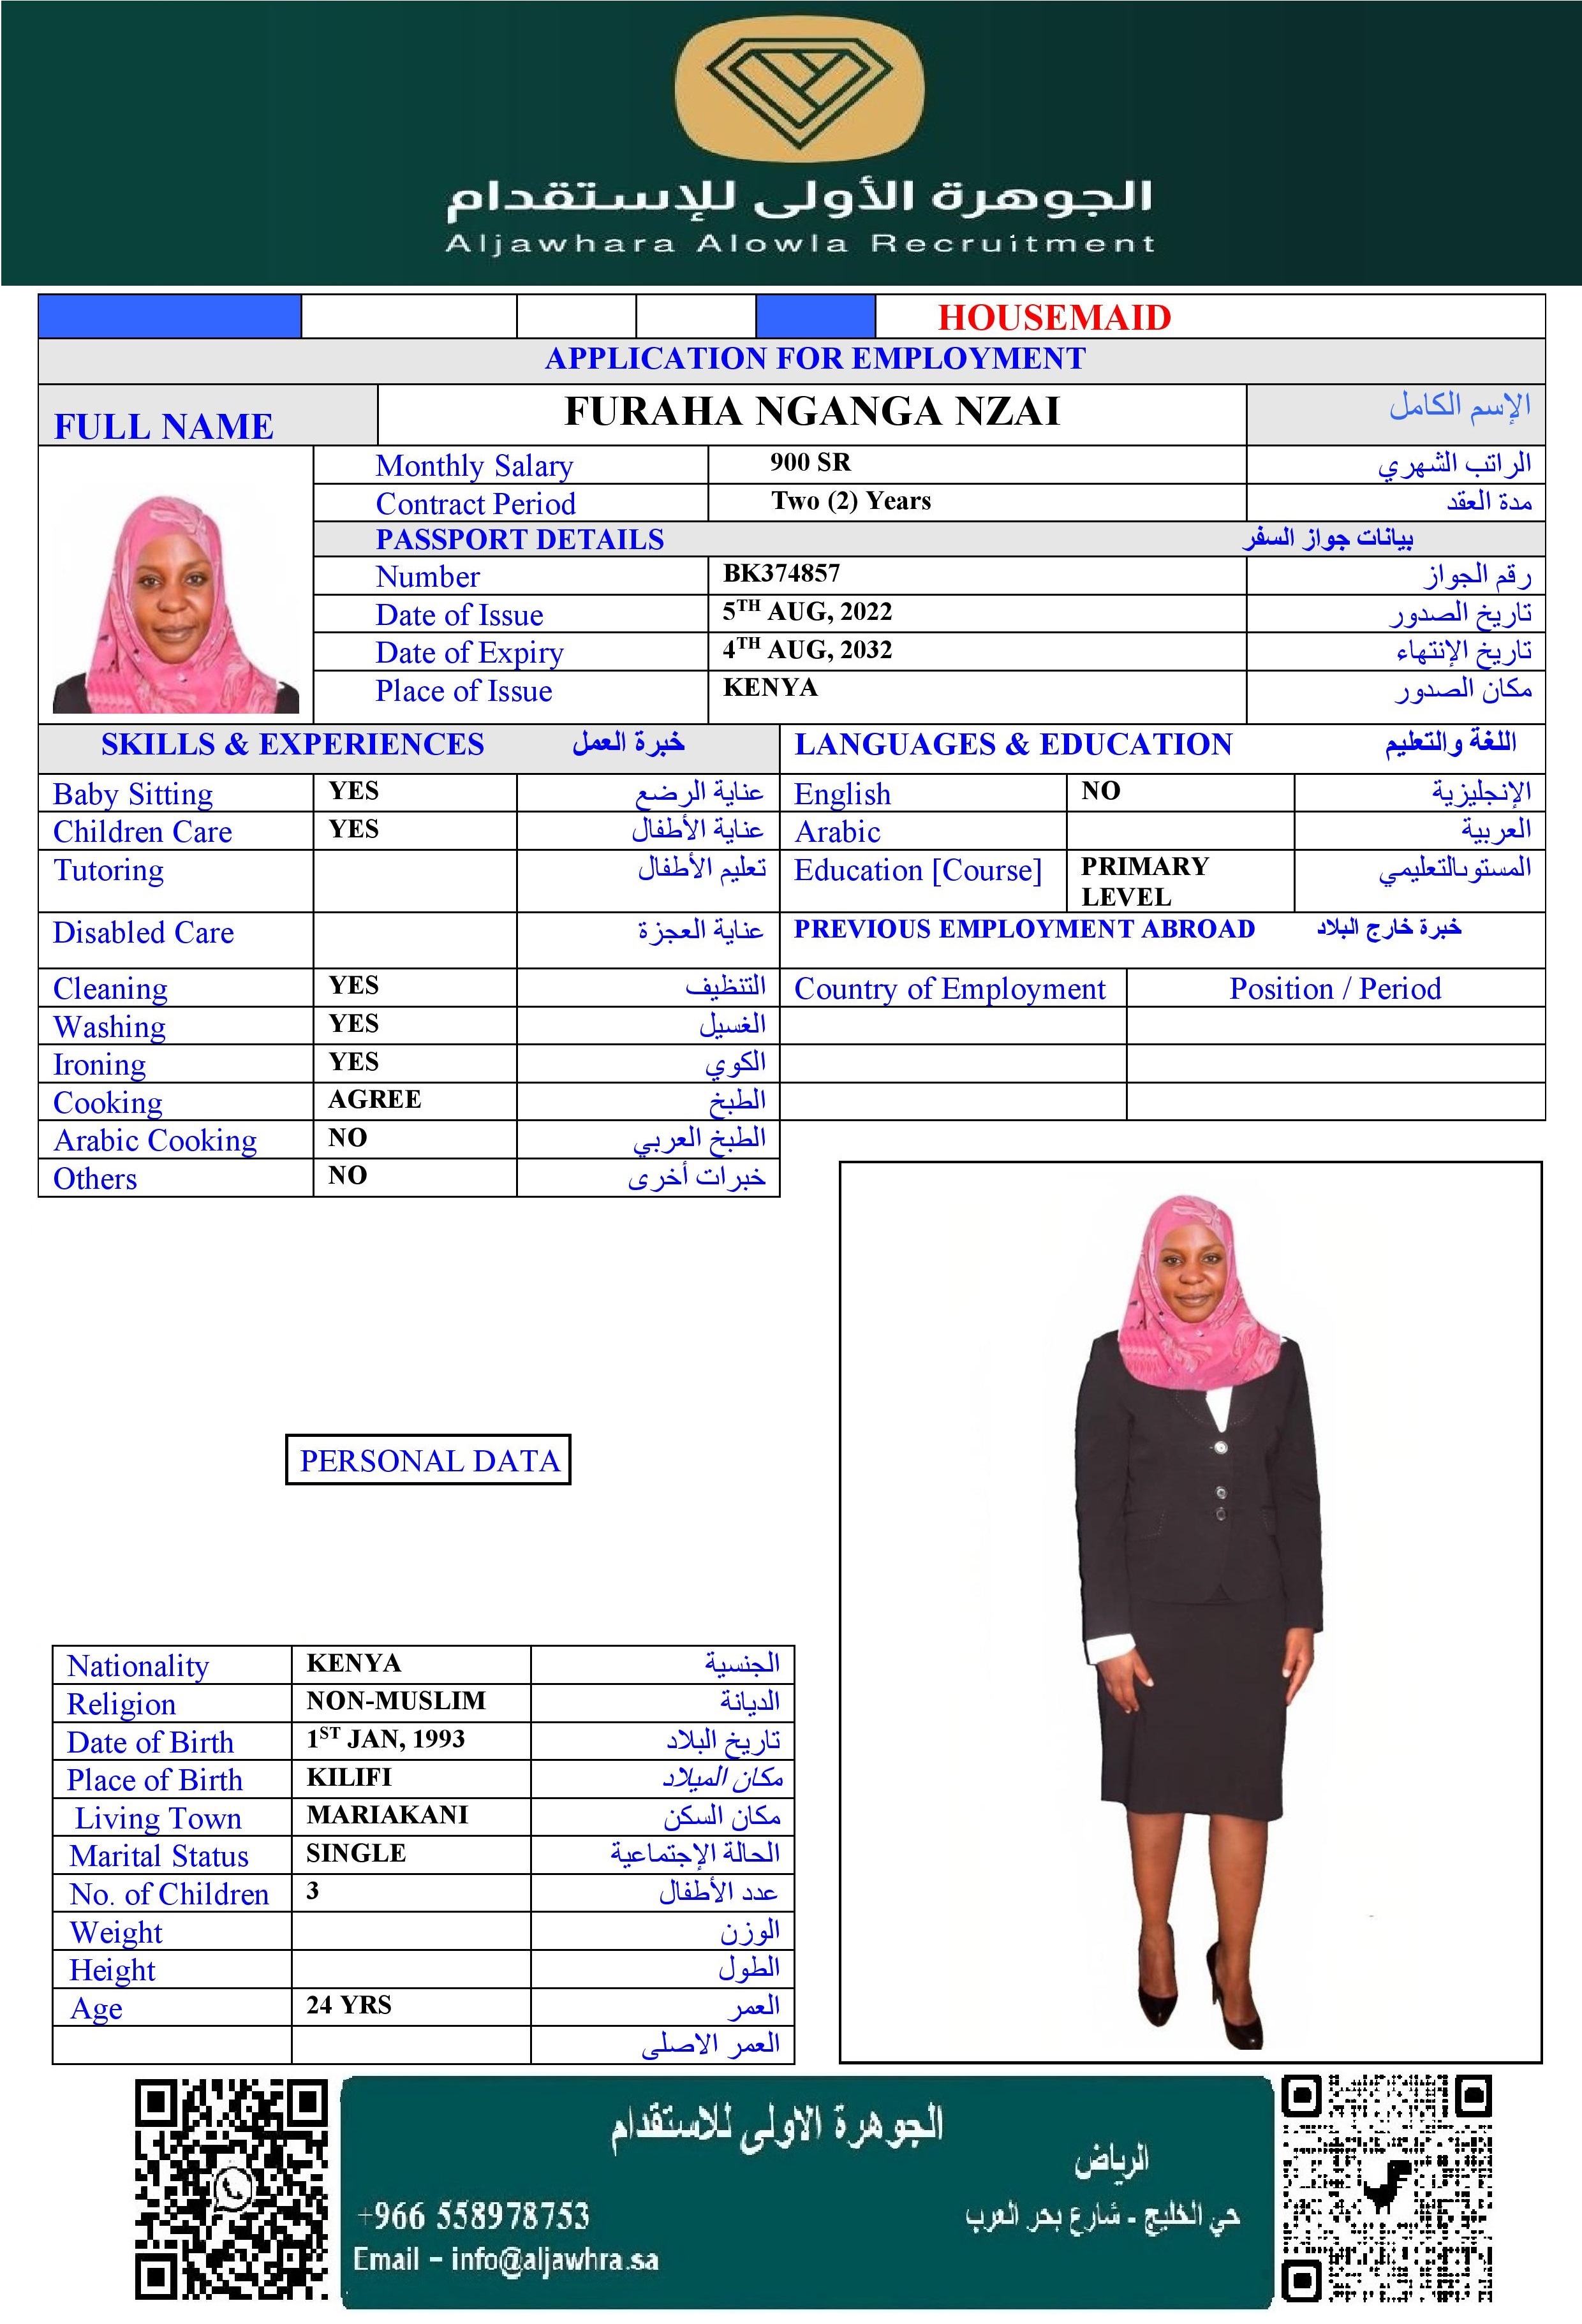 الجوهرة الأولى للإستقدام
Aljawhara Alowla Recruitment
HOUSEMAID
APPLICATION FOR EMPLOYMENT
FULL NAME FURAHA NGANGA NZAI الإسم الكامل
Monthly Salary 900 SR الراتب الشهري
Contract Period Two (2) Years مدة العقد
PASSPORT DETAILS بيانات جواز السفر
Number BK374857 رقم الجواز
Date of Issue 5TH AUG, 2022 تاريخ الصدور
Date of Expiry 4TH AUG, 2032 تاريخ الإنتهاء
Place of Issue KENYA مكان الصدور
SKILLS & EXPERIENCES خبرة العمل
Baby Sitting YES عناية الرضع
Children Care YES عناية الأطفال
Tutoring تعليم الأطفال
Disabled Care عناية العجزة
Cleaning YES التنظيف
Washing YES الغسيل
Ironing YES الكوي
Cooking AGREE الطبخ
Arabic Cooking NO الطبخ العربي
Others NO خبرات أخرى
LANGUAGES & EDUCATION اللغة والتعليم
English NO الإنجليزية
Arabic العربية
Education [Course] PRIMARY المستوىالتعليمي
LEVEL
PREVIOUS EMPLOYMENT ABROAD خبرة خارج البلاد
Country of Employment Position / Period
PERSONAL DATA
Nationality KENYA الجنسية
Religion NON-MUSLIM الديانة
Date of Birth 1ST JAN, 1993 تاريخ البلاد
Place of Birth KILIFI مكان الميلاد
Living Town MARIAKANI مكان السكن
Marital Status SINGLE الحالة الإجتماعية
No. of Children 3 عدد الأطفال
Weight الوزن
Height الطول
Age 24 YRS العمر
العمر الاصلى
الجوهرة الاولى للاستقدام
الرياض
+966 558978753 حي الخليج - شارع بحر العرب
Email – info@aljawhra.sa